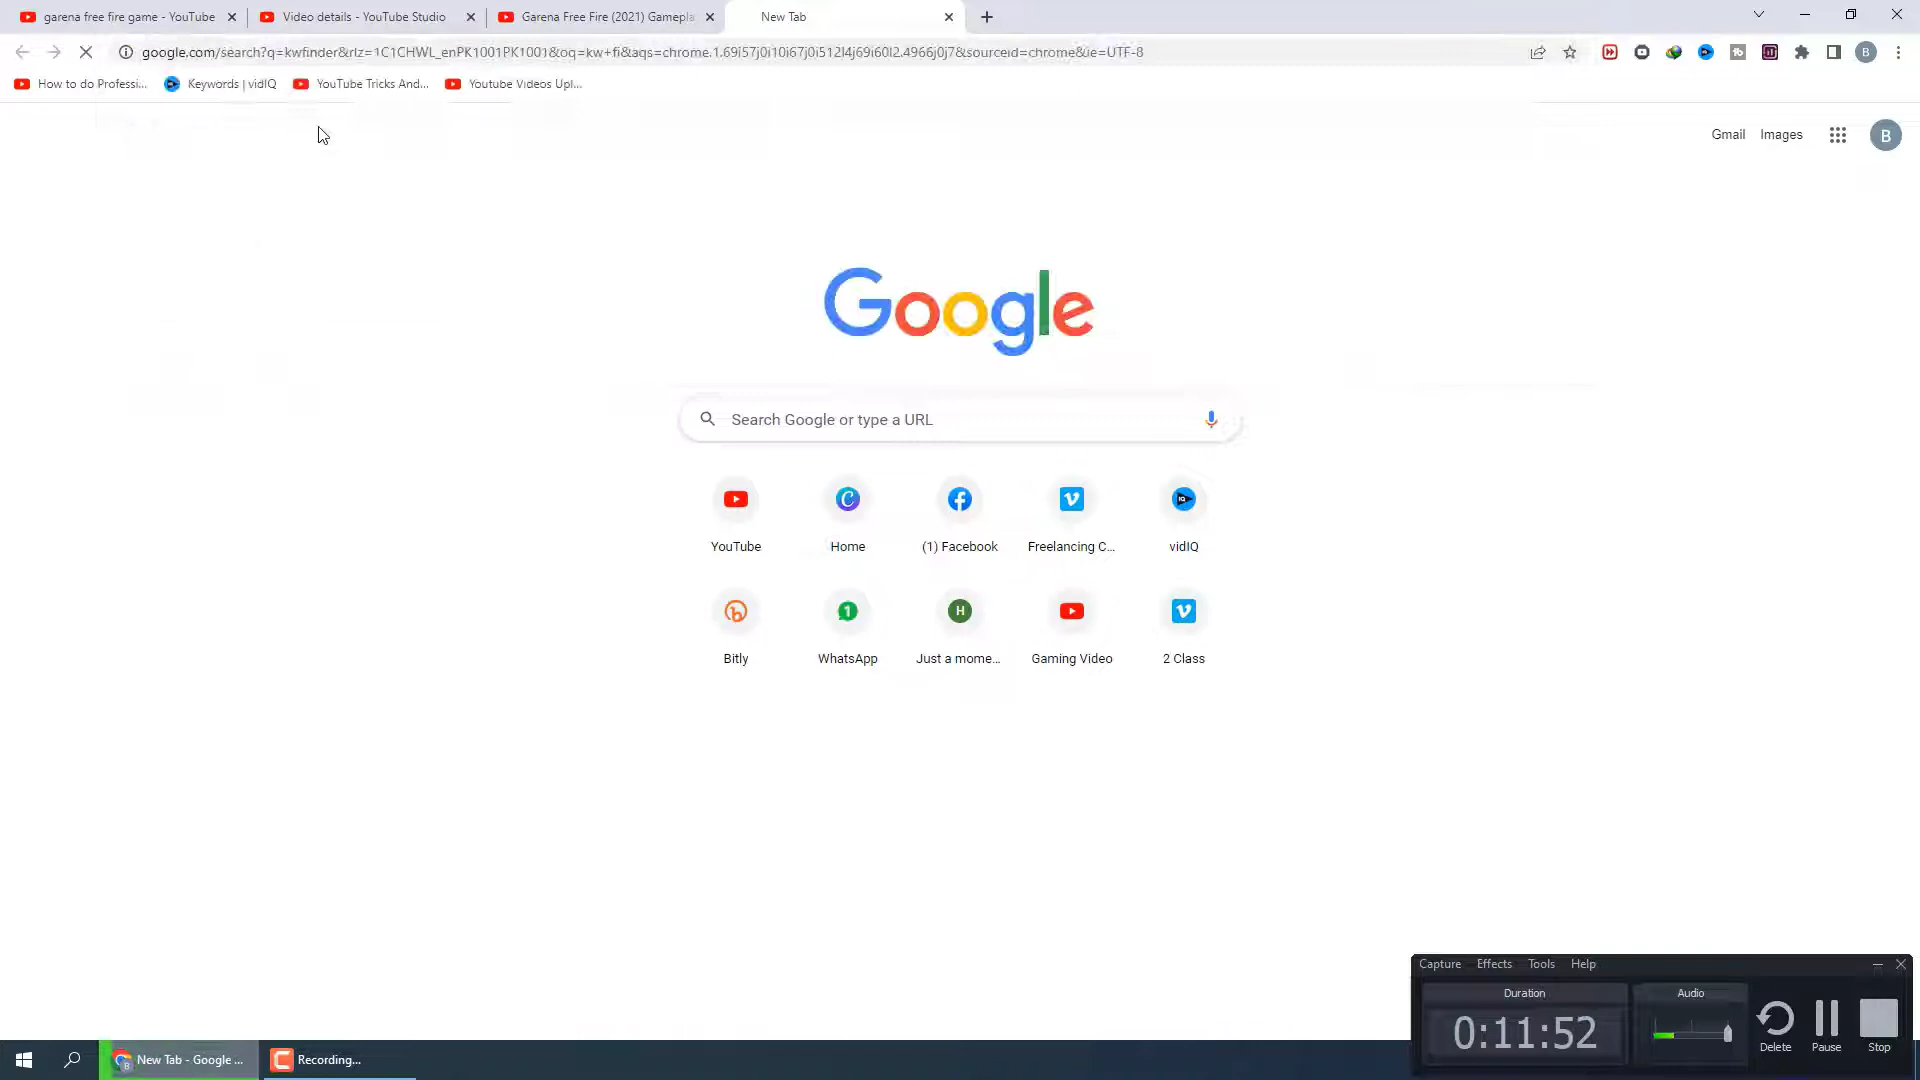 garena free fire game - YouTube
Video details - YouTube Studio
Garena Free Fire (2021) Gamepla
New Tab
google.com/search?q=kwfinder&rlz=1C1CHWL_enPK1001PK1001&oq=kw+fi&aqs=chrome.1.69i57j0i10i67j0i512l4j69i60l2.4966j0j7&sourceid=chrome&ie=UTF-8
B
How to do Professi...
Keywords | vidIQ
YouTube Tricks And...
Youtube Videos Upl...
Gmail
Images
B
Google
Search Google or type a URL
YouTube
Home
(1) Facebook
Freelancing C...
vidIQ
Bitly
WhatsApp
Just a mome...
Gaming Video
2 Class
Capture Effects Tools Help
Duration
Audio
0:11:52
Delete
Pause
Stop
New Tab - Google ...
Recording...